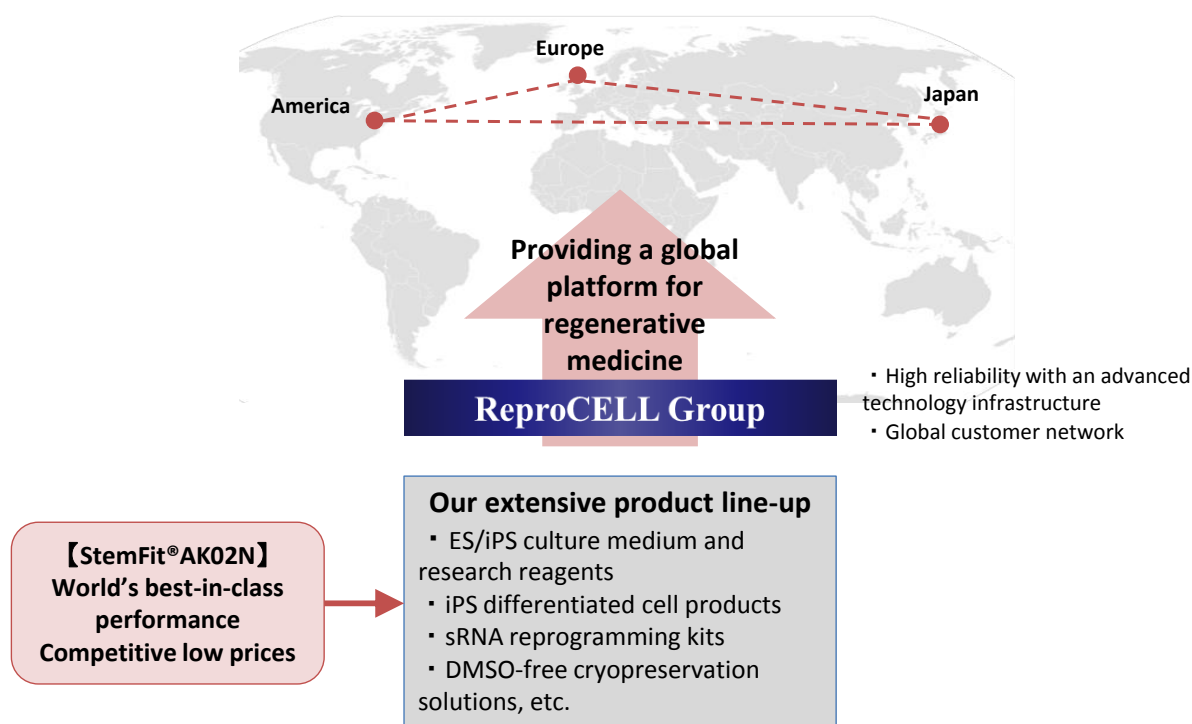 Europe
America
Japan
Providing a global
platform for
regenerative
medicine
ReproCELL Group
・High reliability with an advanced
technology infrastructure
・Global customer network
Our extensive product line-up
・ES/iPS culture medium and
research reagents
・iPS differentiated cell products
・sRNA reprogramming kits
・DMSO-free cryopreservation
solutions, etc.
【StemFit®AK02N】
World’s best-in-class
performance
Competitive low prices